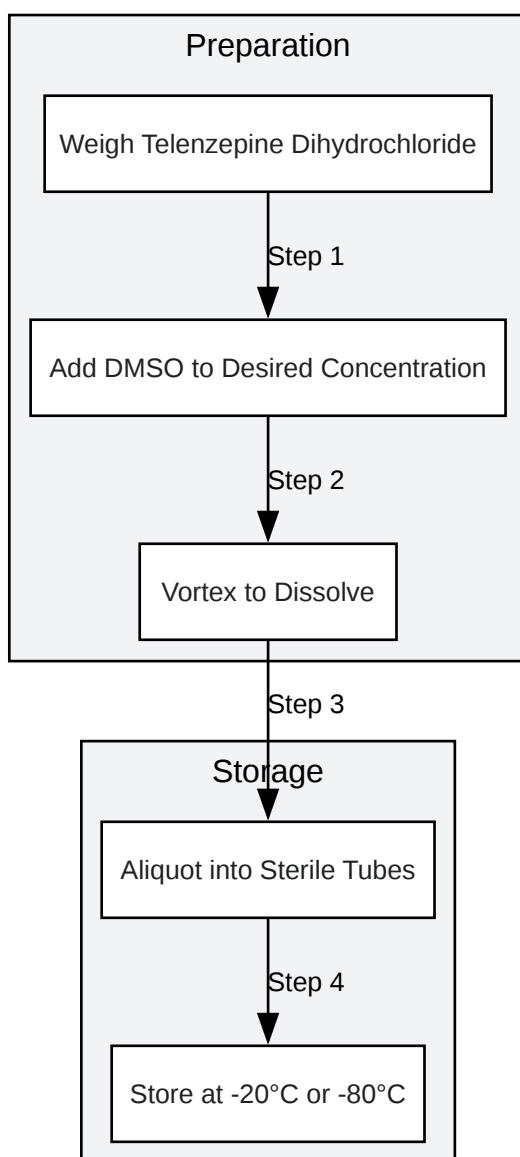 Preparation
Weigh Telenzepine Dihydrochloride
Step 1
Add DMSO to Desired Concentration
Step 2
Vortex to Dissolve
Step 3
Storage
Aliquot into Sterile Tubes
Step 4
Store at -20°C or -80°C